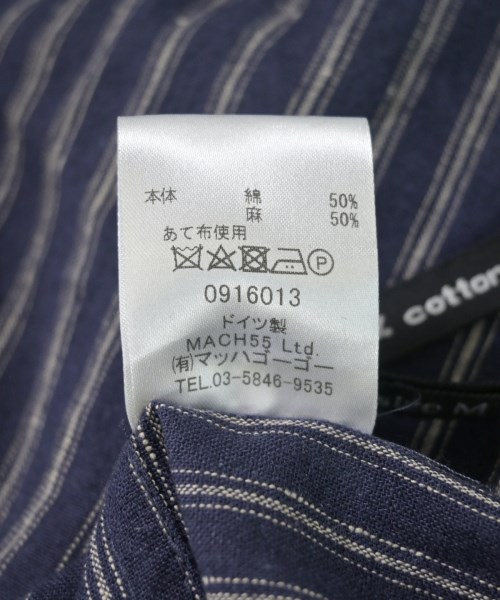 本体 綿 50%
麻 50%
あて布使用
P
0916013
ドイツ製
MACH55 Ltd.
(有)マッハゴーゴー
TEL.03-5846-9535
cotton
Size M